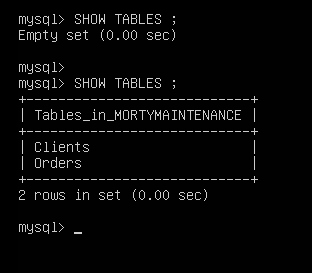 mysql> SHOW TABLES ;
Empty set (0.00 sec)
mysql>
mysql> SHOW TABLES ;
+----------------------------+
| Tables_in_MORTYMAINTENANCE |
+----------------------------+
| Clients                    |
| Orders                     |
+----------------------------+
2 rows in set (0.00 sec)
mysql> _